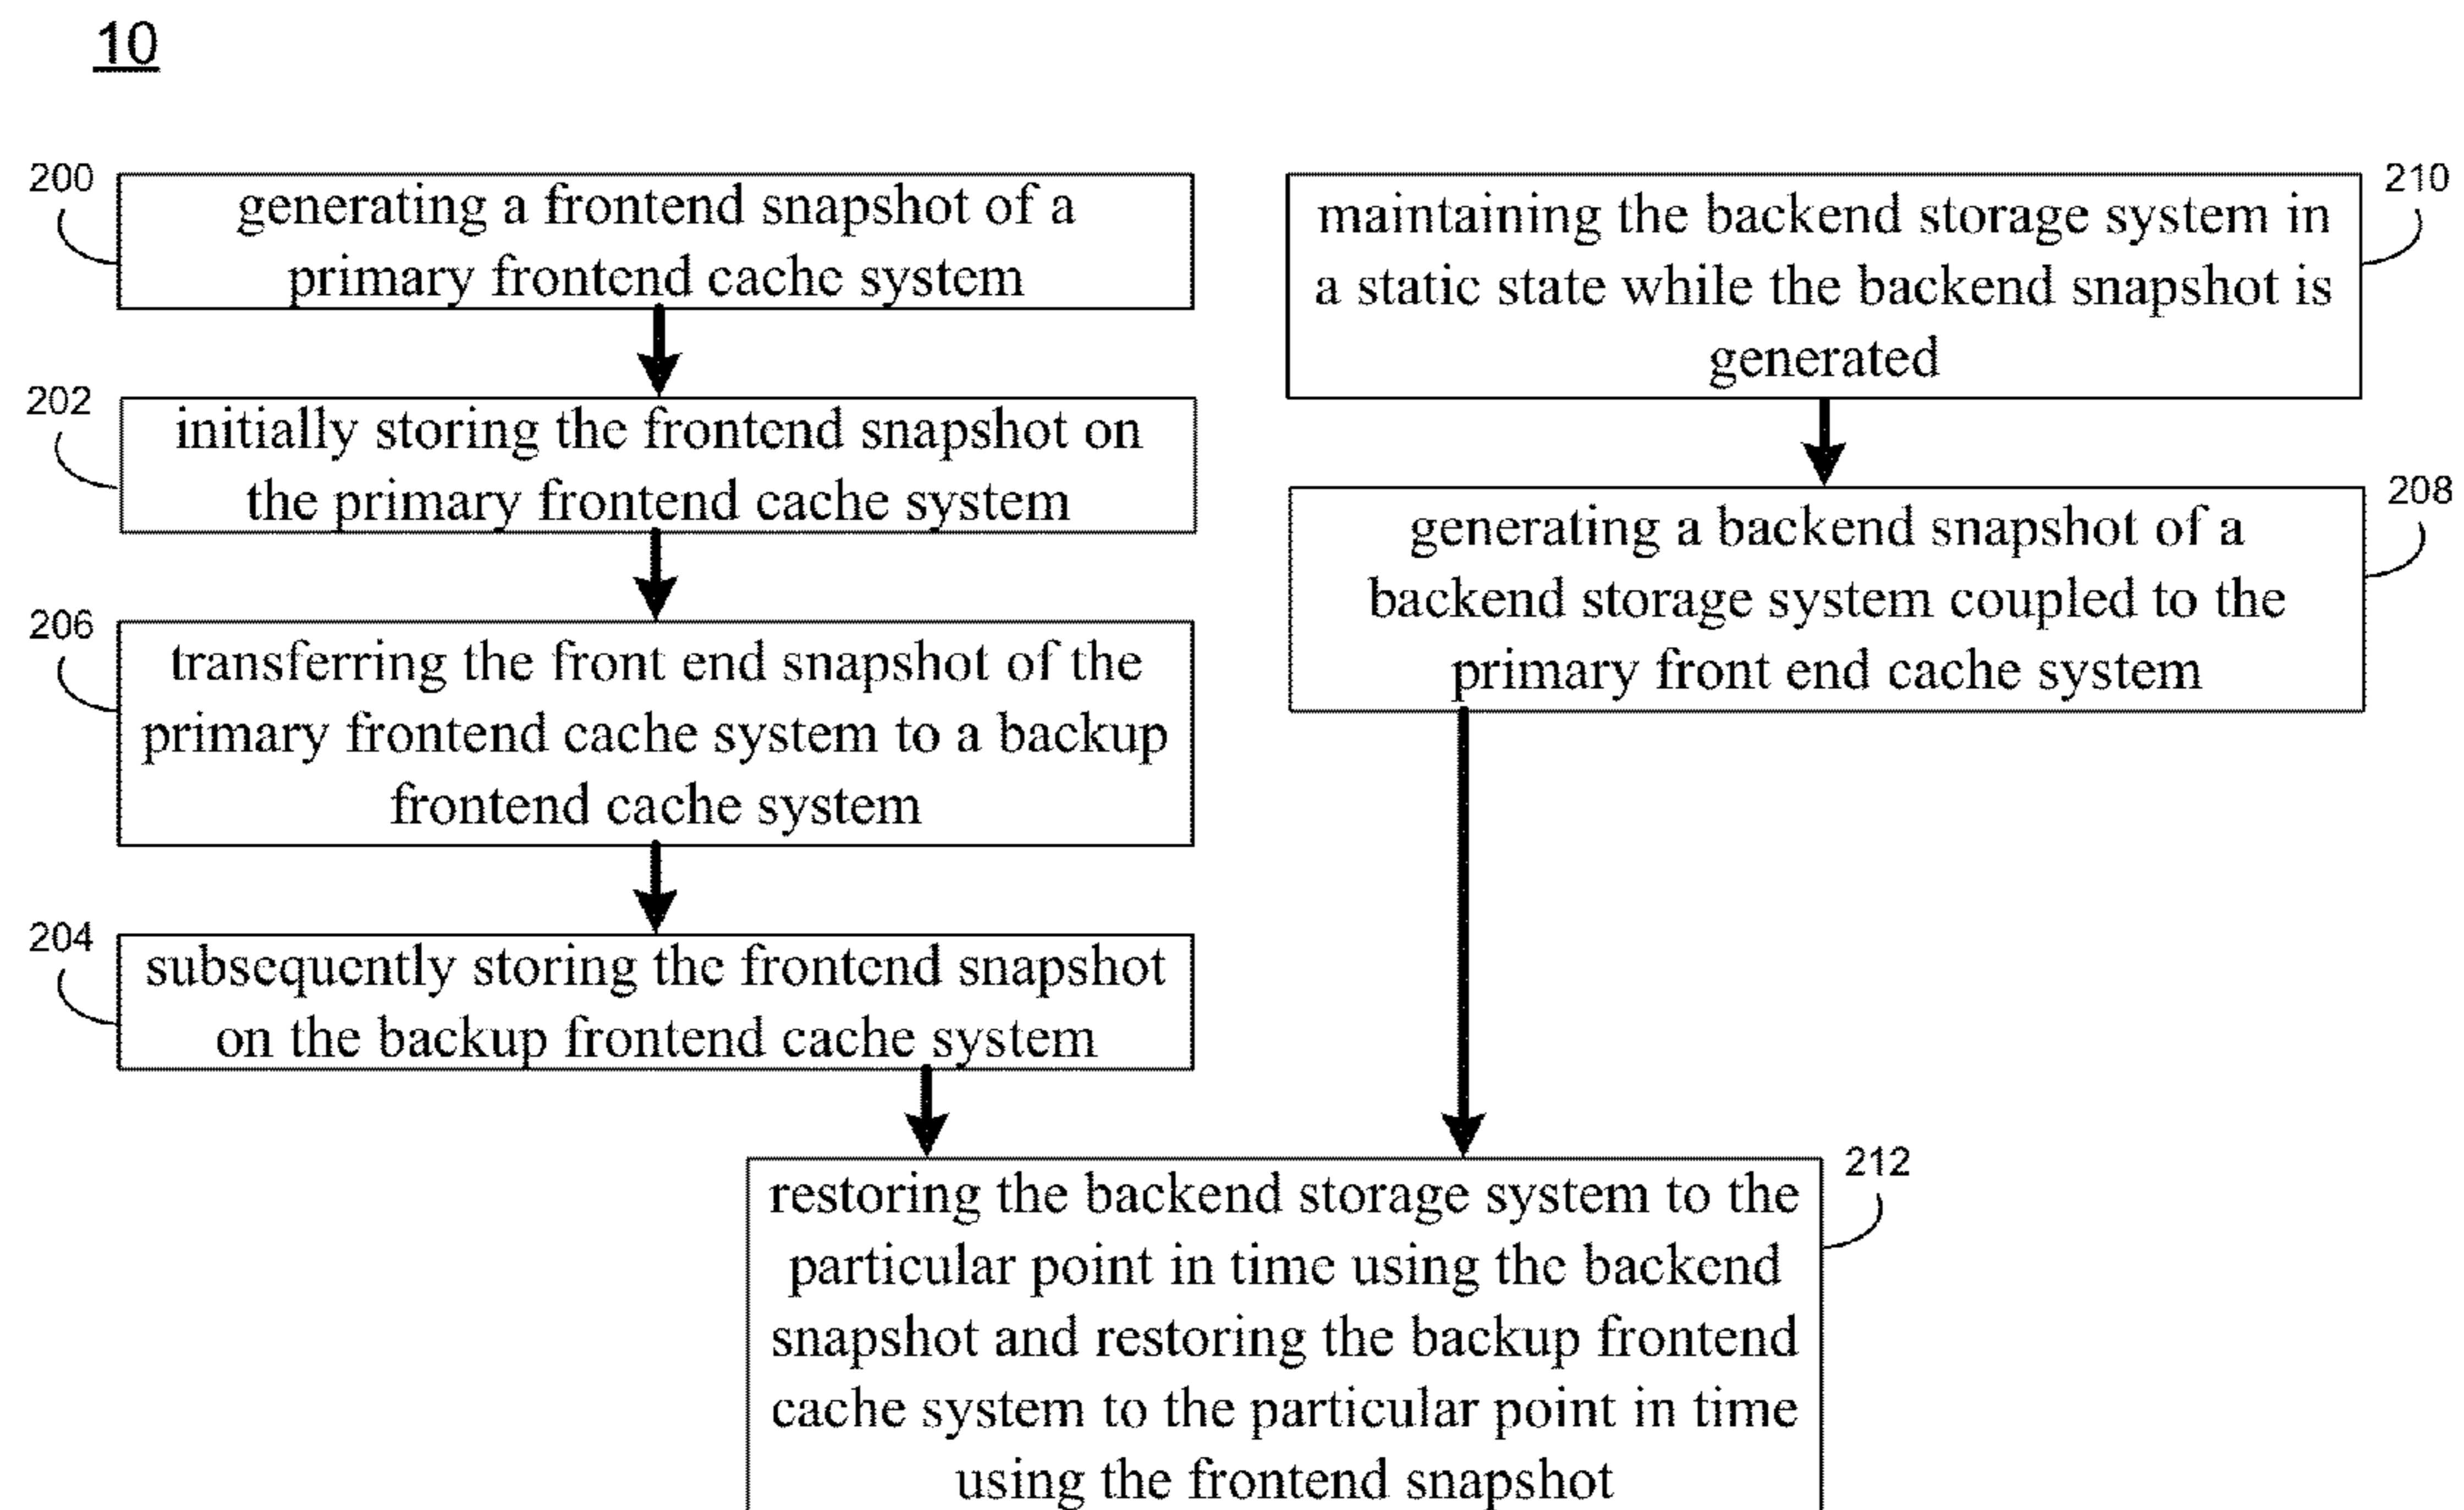 10
200
generating a frontend snapshot of a
primary frontend cache system
202
initially storing the frontend snapshot on
the primary frontend cache system
206
transferring the front end snapshot of the
primary frontend cache system to a backup
frontend cache system
204
subsequently storing the frontend snapshot
on the backup frontend cache system
210
maintaining the backend storage system in
a static state while the backend snapshot is
generated
208
generating a backend snapshot of a
backend storage system coupled to the
primary front end cache system
212
restoring the backend storage system to the
particular point in time using the backend
snapshot and restoring the backup frontend
cache system to the particular point in time
using the frontend snapshot